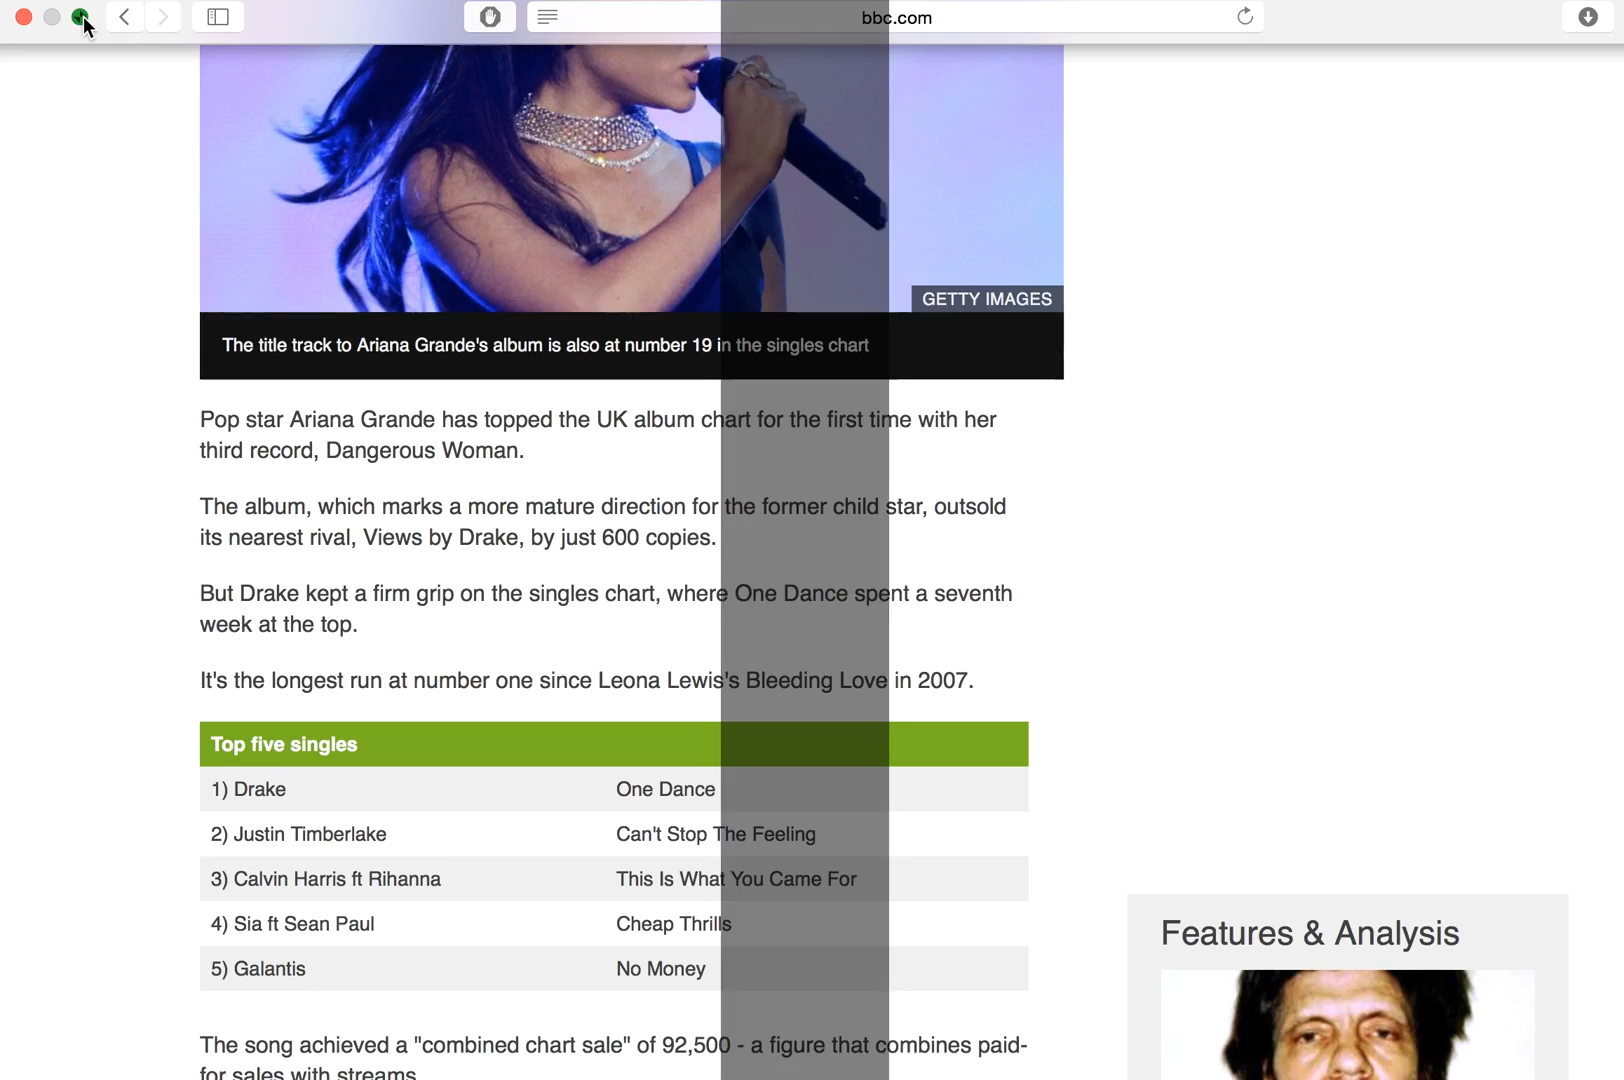 bbc.com
GETTY IMAGES
The title track to Ariana Grande's album is also at number 19 in the singles chart
Pop star Ariana Grande has topped the UK album chart for the first time with her
third record, Dangerous Woman.
The album, which marks a more mature direction for the former child star, outsold
its nearest rival, Views by Drake, by just 600 copies.
But Drake kept a firm grip on the singles chart, where One Dance spent a seventh
week at the top.
It's the longest run at number one since Leona Lewis's Bleeding Love in 2007.
Top five singles
1) Drake One Dance
2) Justin Timberlake Can't Stop The Feeling
3) Calvin Harris ft Rihanna This Is What You Came For
4) Sia ft Sean Paul Cheap Thrills
5) Galantis No Money
Features & Analysis
The song achieved a "combined chart sale" of 92,500 - a figure that combines paid-
for sales with streams